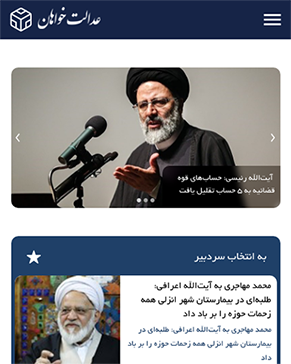 عدالت خواهان
آیت‌الله رئیسی: حساب‌های قوه
قضائیه به ۵ حساب تقلیل یافت
به انتخاب سردبیر
محمد مهاجری به آیت‌الله اعرافی:
طلبه‌ای در بیمارستان شهر انزلی همه
زحمات حوزه را بر باد داد
محمد مهاجری به آیت‌الله اعرافی: طلبه‌ای در
بیمارستان شهر انزلی همه زحمات حوزه را بر باد
داد